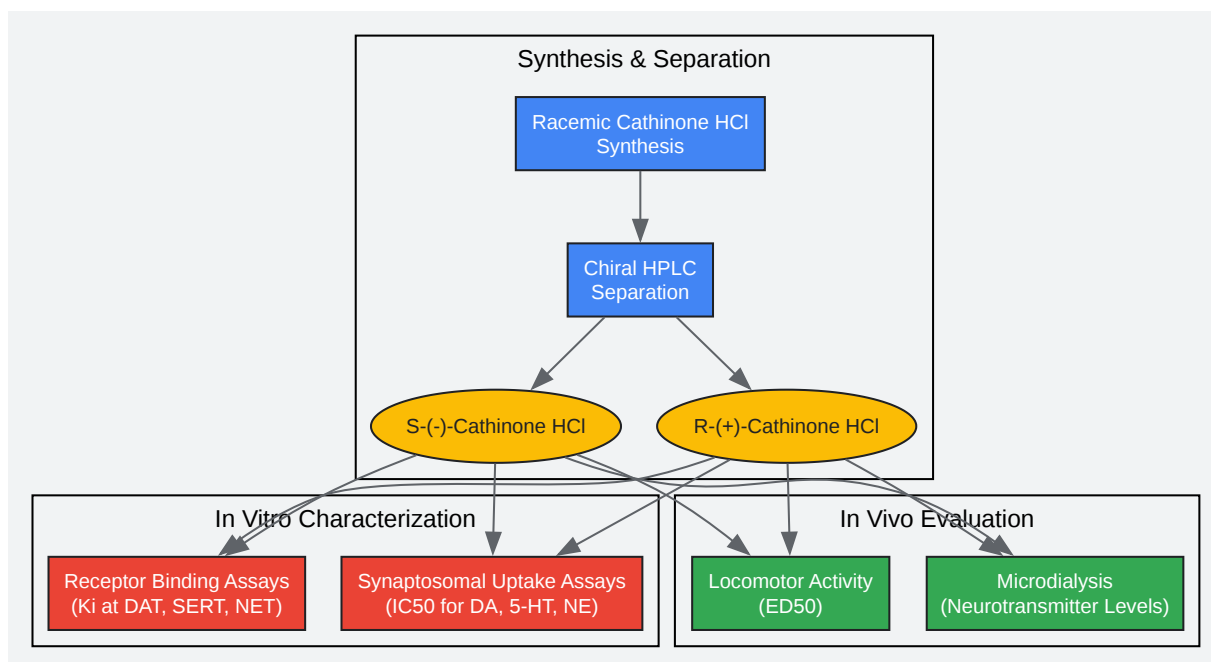 Synthesis & Separation
Racemic Cathinone HCl
Synthesis
Chiral HPLC
Separation
S-(-)-Cathinone HCl
R-(+)-Cathinone HCl
In Vitro Characterization
In Vivo Evaluation
Receptor Binding Assays
(Ki at DAT, SERT, NET)
Synaptosomal Uptake Assays
(IC50 for DA, 5-HT, NE)
Locomotor Activity
(ED50)
Microdialysis
(Neurotransmitter Levels)